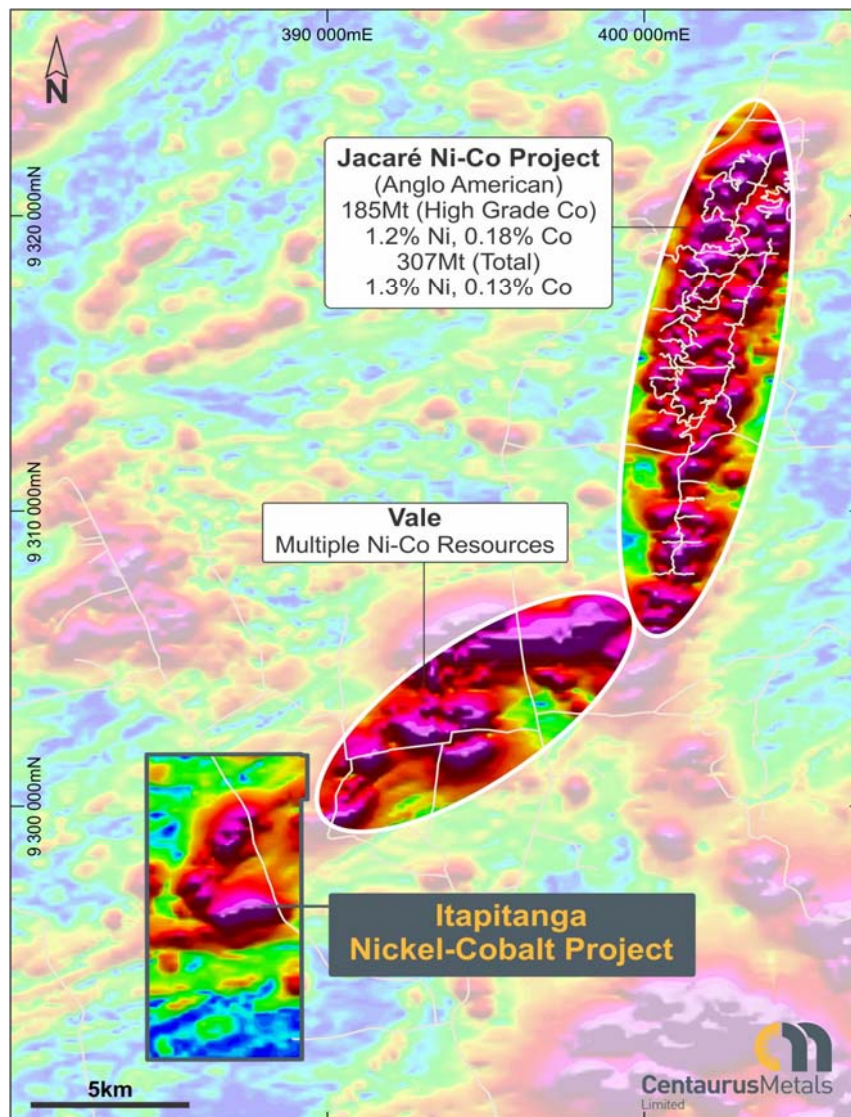 390 000mE
400 000mE
N
Jacaré Ni-Co Project
(Anglo American)
185Mt (High Grade Co)
1.2% Ni, 0.18% Co
307Mt (Total)
1.3% Ni, 0.13% Co
9 320 000mN
9 310 000mN
Vale
Multiple Ni-Co Resources
9 300 000mN
Itapitanga
Nickel-Cobalt Project
5km
CentaurusMetals
Limited